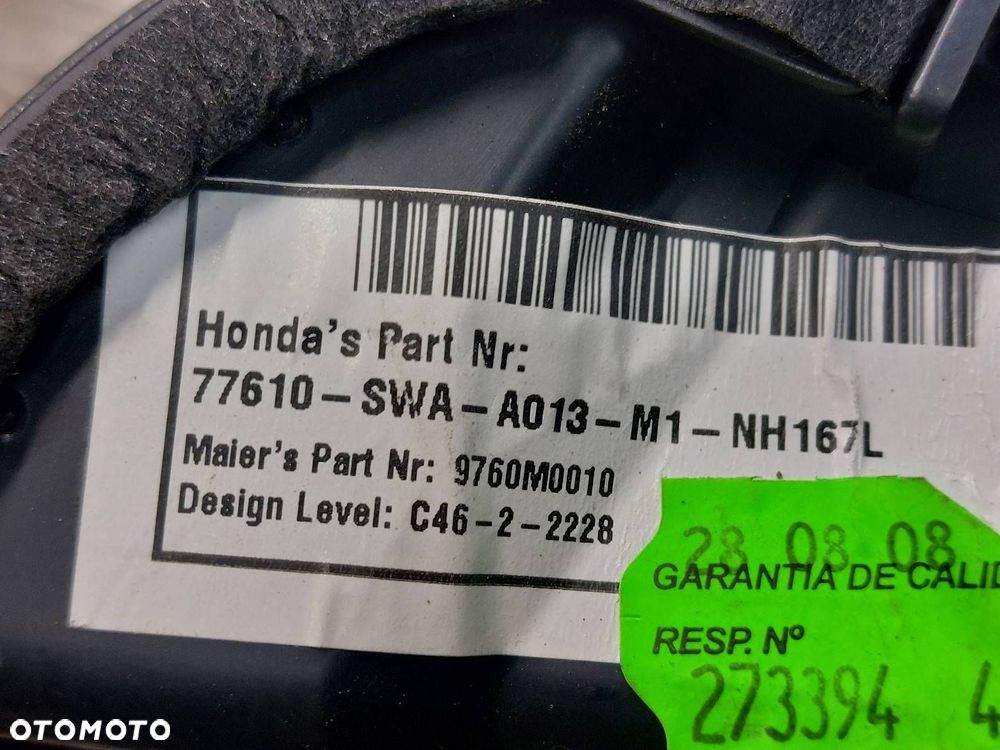 Honda's Part Nr:
77610-SWA-A013-M1-NH167L
Maier's Part Nr: 9760M0010
Design Level: C46-2-2228
28 08 08
GARANTIA DE CALID
RESP. Nº
273394 4
OTOMOTO